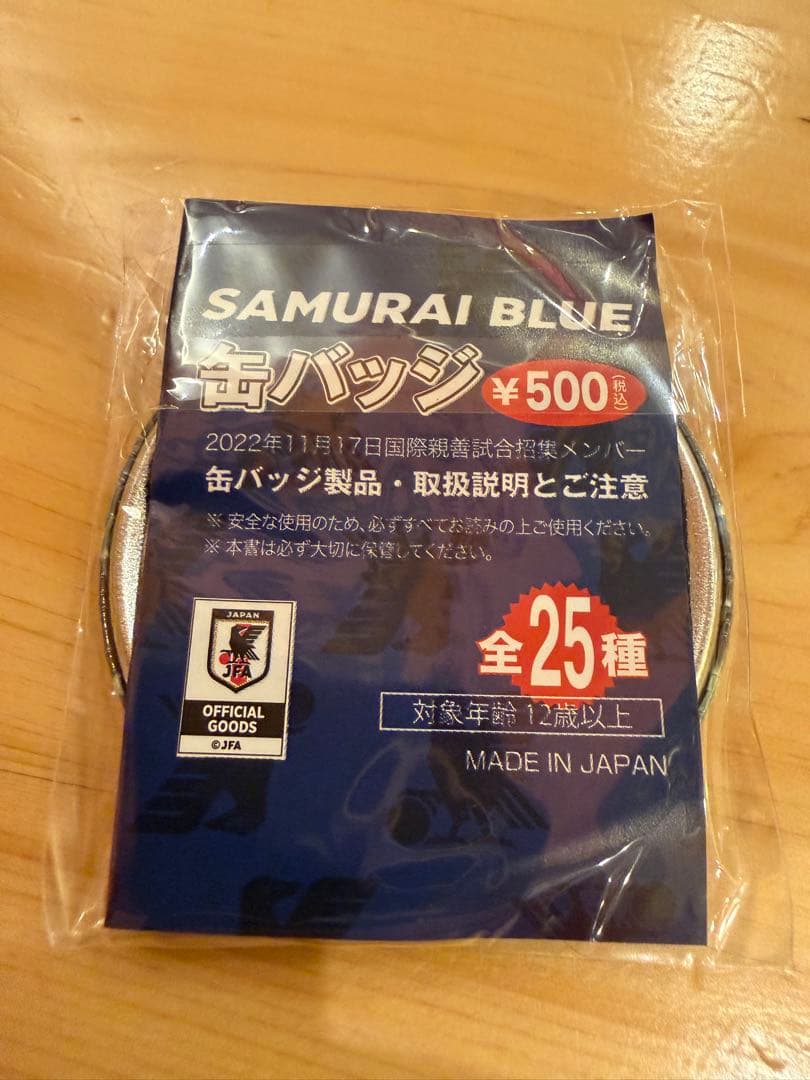 SAMURAI BLUE
缶バッジ ¥500(税込)
2022年11月17日国際親善試合招集メンバー
缶バッジ製品・取扱説明とご注意
※ 安全な使用のため、必ずすべてお読みの上ご使用ください。
※ 本書は必ず大切に保管してください。
JAPAN
JFA
OFFICIAL
GOODS
©JFA
全25種
対象年齢 12歳以上
MADE IN JAPAN